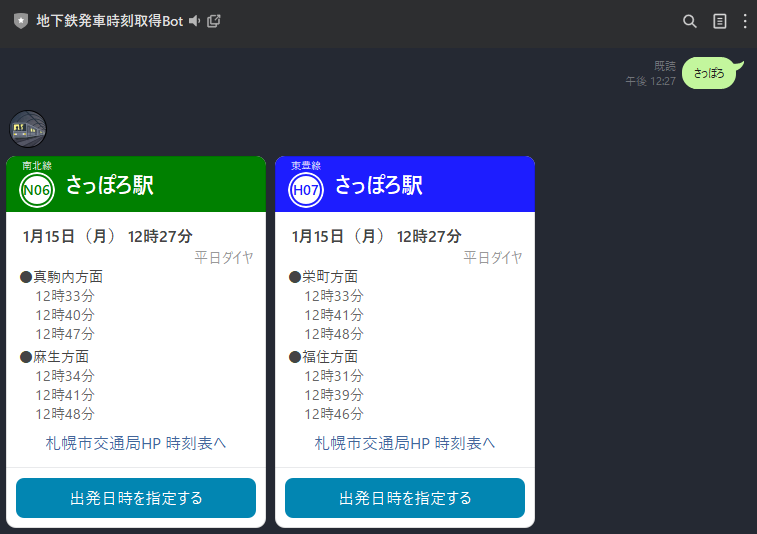 地下鉄発車時刻取得Bot
既読
午後 12:27
さっぽろ
南北線
N06
さっぽろ駅
1月15日（月） 12時27分
平日ダイヤ
●真駒内方面
12時33分
12時40分
12時47分
●麻生方面
12時34分
12時41分
12時48分
札幌市交通局HP 時刻表へ
出発日時を指定する
東豊線
H07
さっぽろ駅
1月15日（月） 12時27分
平日ダイヤ
●栄町方面
12時33分
12時41分
12時48分
●福住方面
12時31分
12時39分
12時46分
札幌市交通局HP 時刻表へ
出発日時を指定する